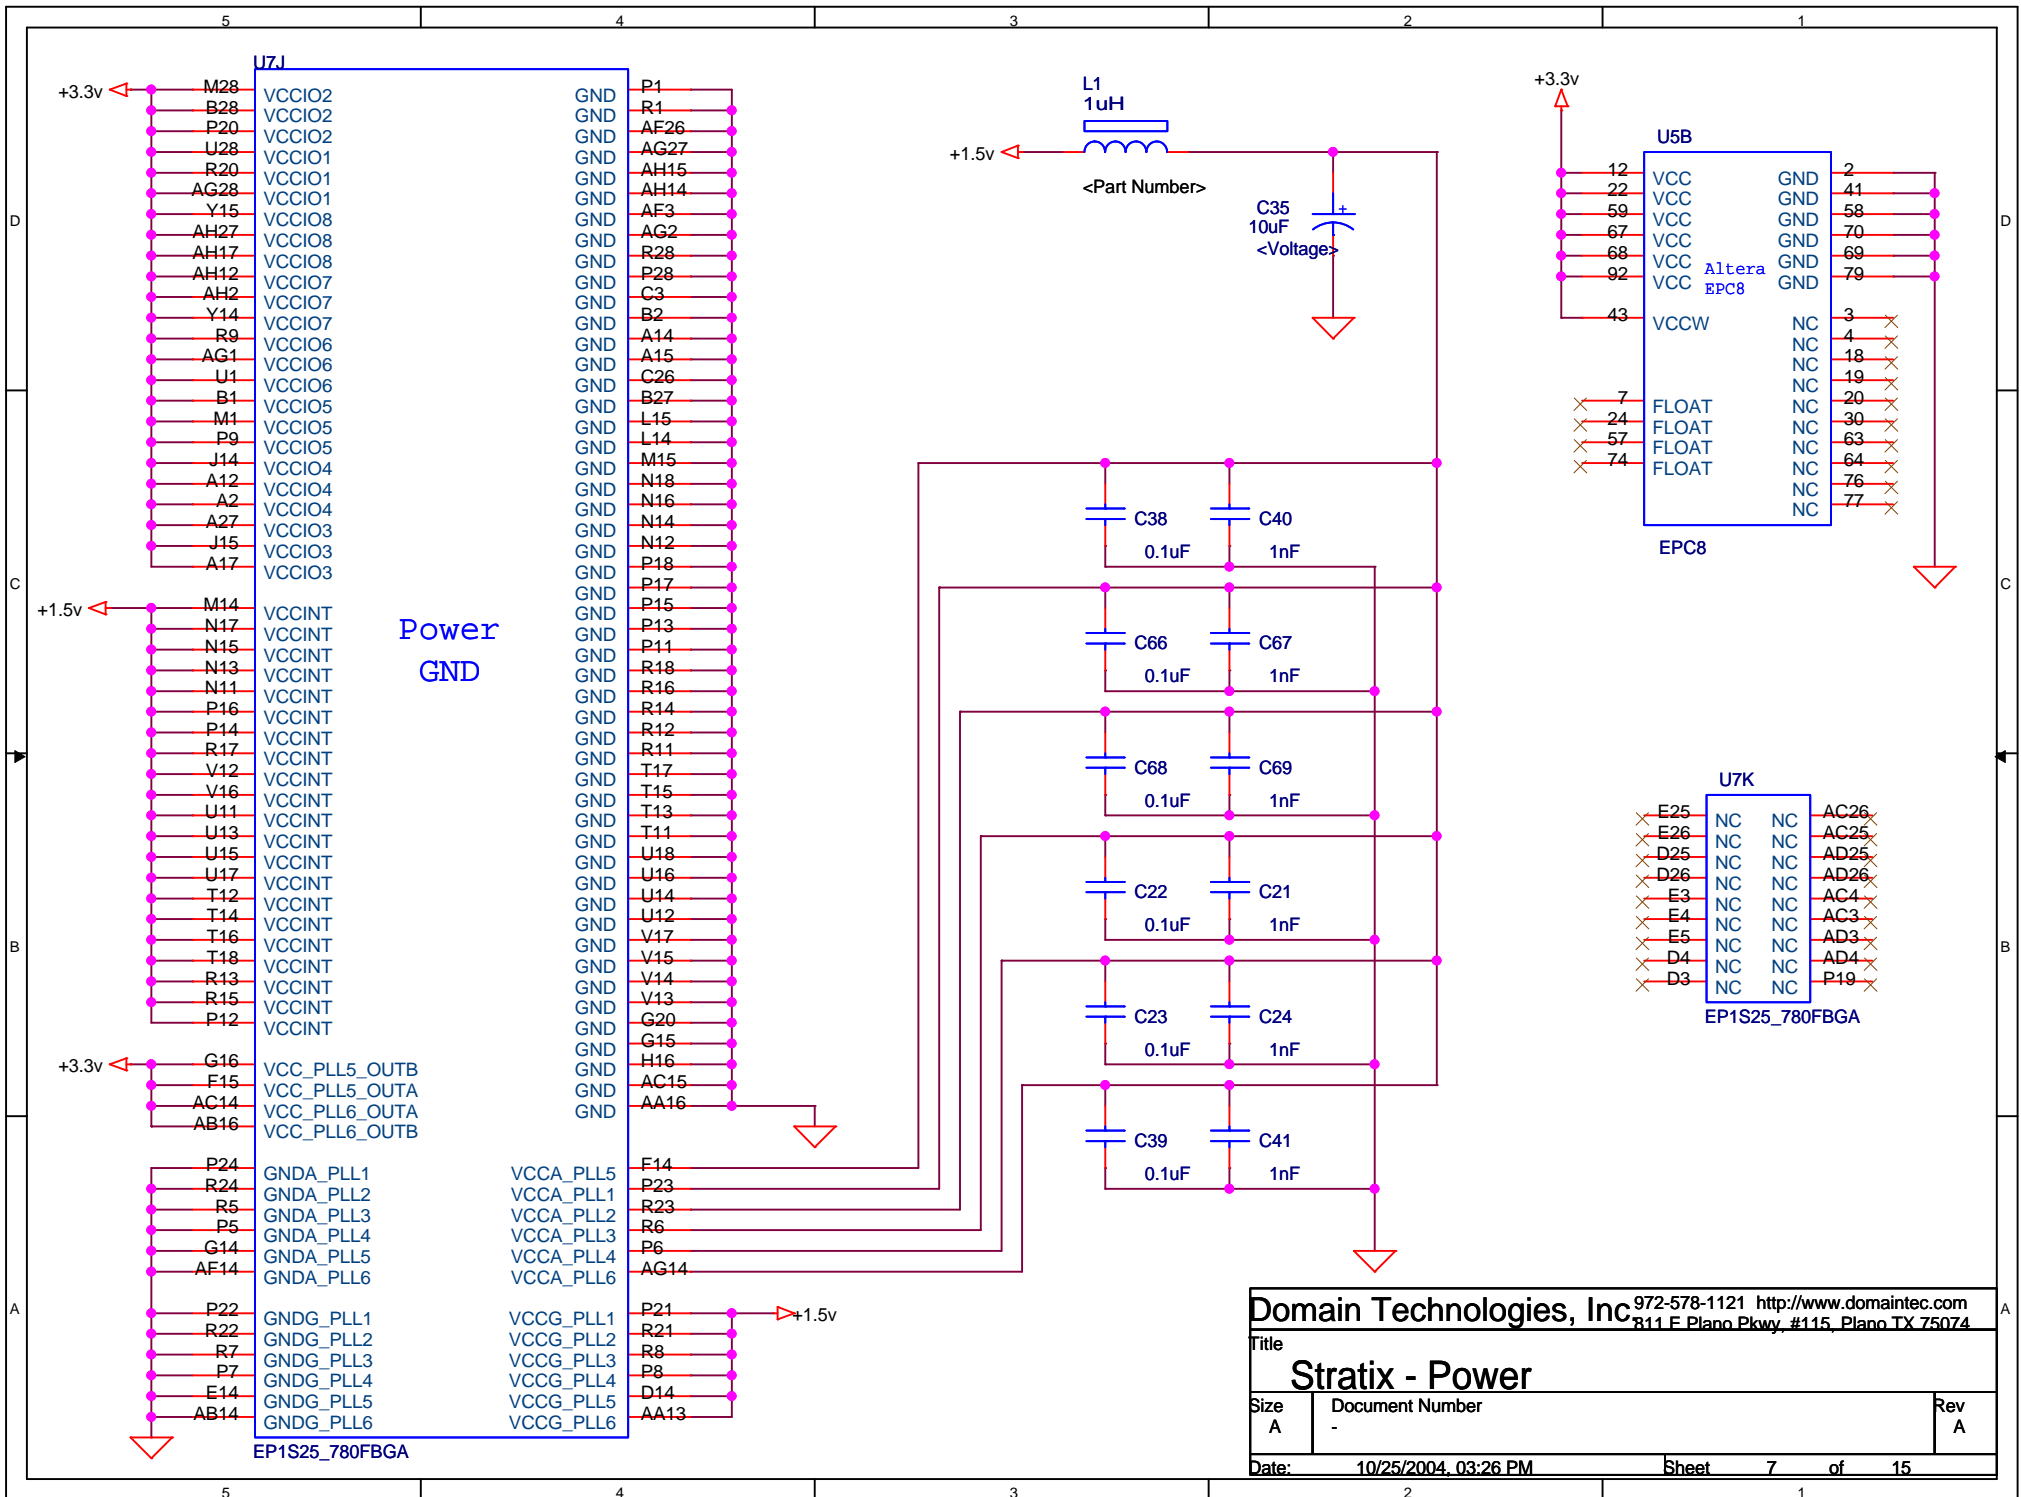 5 4 3 2 1
U7J
+3.3v
M28 VCCIO2 GND P1
B28 VCCIO2 GND R1
P20 VCCIO2 GND AF26
U28 VCCIO1 GND AG27
R20 VCCIO1 GND AH15
AG28 VCCIO1 GND AH14
Y15 VCCIO8 GND AF3
AH27 VCCIO8 GND AG2
AH17 VCCIO8 GND R28
AH12 VCCIO7 GND P28
AH2 VCCIO7 GND C3
Y14 VCCIO7 GND B2
R9 VCCIO6 GND A14
AG1 VCCIO6 GND A15
U1 VCCIO6 GND C26
B1 VCCIO5 GND B27
M1 VCCIO5 GND L15
P9 VCCIO5 GND L14
J14 VCCIO4 GND M15
A12 VCCIO4 GND N18
A2 VCCIO4 GND N16
A27 VCCIO3 GND N14
J15 VCCIO3 GND N12
A17 VCCIO3 GND P18
GND P17
+1.5v
M14 VCCINT GND P15
N17 VCCINT GND P13
N15 VCCINT GND P11
N13 VCCINT GND R18
N11 VCCINT GND R16
P16 VCCINT GND R14
P14 VCCINT GND R12
R17 VCCINT GND R11
V12 VCCINT GND T17
V16 VCCINT GND T15
U11 VCCINT GND T13
U13 VCCINT GND T11
U15 VCCINT GND U18
U17 VCCINT GND U16
T12 VCCINT GND U14
T14 VCCINT GND U12
T16 VCCINT GND V17
T18 VCCINT GND V15
R13 VCCINT GND V14
R15 VCCINT GND V13
P12 VCCINT GND G20
GND G15
Power
GND
+3.3v
G16 VCC_PLL5_OUTB GND H16
F15 VCC_PLL5_OUTA GND AC15
AC14 VCC_PLL6_OUTA GND AA16
AB16 VCC_PLL6_OUTB
P24 GNDA_PLL1 VCCA_PLL5 F14
R24 GNDA_PLL2 VCCA_PLL1 P23
R5 GNDA_PLL3 VCCA_PLL2 R23
P5 GNDA_PLL4 VCCA_PLL3 R6
G14 GNDA_PLL5 VCCA_PLL4 P6
AF14 GNDA_PLL6 VCCA_PLL6 AG14
P22 GNDG_PLL1 VCCG_PLL1 P21 +1.5v
R22 GNDG_PLL2 VCCG_PLL2 R21
R7 GNDG_PLL3 VCCG_PLL3 R8
P7 GNDG_PLL4 VCCG_PLL4 P8
E14 GNDG_PLL5 VCCG_PLL5 D14
AB14 GNDG_PLL6 VCCG_PLL6 AA13
EP1S25_780FBGA
L1
1uH
+1.5v
<Part Number>
C35
10uF
<Voltage>
+
C38 C40
0.1uF 1nF
C66 C67
0.1uF 1nF
C68 C69
0.1uF 1nF
C22 C21
0.1uF 1nF
C23 C24
0.1uF 1nF
C39 C41
0.1uF 1nF
+3.3v
U5B
12 VCC GND 2
22 VCC GND 41
59 VCC GND 58
67 VCC GND 70
68 VCC GND 69
92 VCC GND 79
Altera
EPC8
43 VCCW NC 3
NC 4
NC 18
NC 19
7 FLOAT NC 20
24 FLOAT NC 30
57 FLOAT NC 63
74 FLOAT NC 64
NC 76
NC 77
EPC8
U7K
E25 NC NC AC26
E26 NC NC AC25
D25 NC NC AD25
D26 NC NC AD26
E3 NC NC AC4
E4 NC NC AC3
E5 NC NC AD3
D4 NC NC AD4
D3 NC NC P19
EP1S25_780FBGA
D D
C C
B B
A A
Domain Technologies, Inc. 972-578-1121 http://www.domaintec.com
811 E Plano Pkwy, #115, Plano TX 75074
Title
Stratix - Power
Size Document Number Rev
A - A
Date: 10/25/2004, 03:26 PM Sheet 7 of 15
5 4 3 2 1